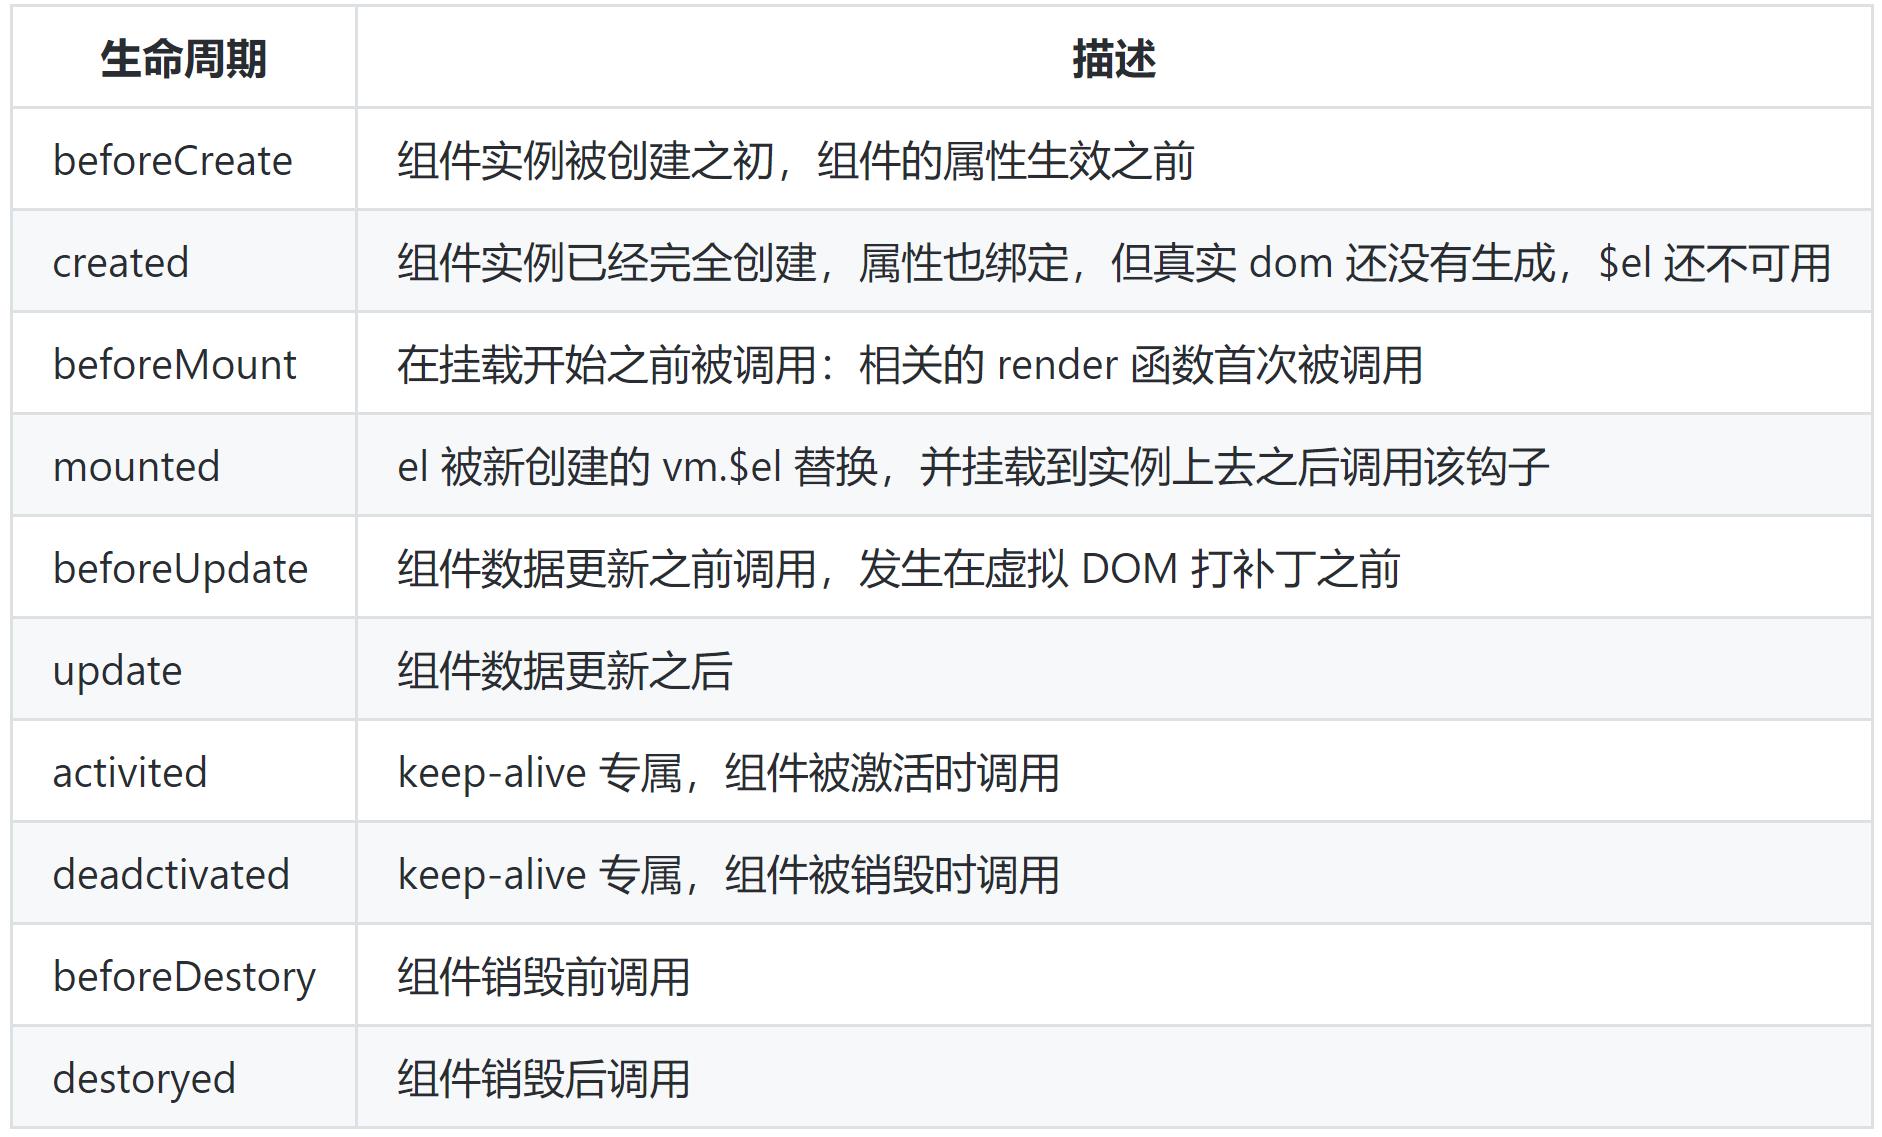 生命周期 描述
beforeCreate 组件实例被创建之初，组件的属性生效之前
created 组件实例已经完全创建，属性也绑定，但真实 dom 还没有生成，$el 还不可用
beforeMount 在挂载开始之前被调用：相关的 render 函数首次被调用
mounted el 被新创建的 vm.$el 替换，并挂载到实例上去之后调用该钩子
beforeUpdate 组件数据更新之前调用，发生在虚拟 DOM 打补丁之前
update 组件数据更新之后
activited keep-alive 专属，组件被激活时调用
deadctivated keep-alive 专属，组件被销毁时调用
beforeDestory 组件销毁前调用
destoryed 组件销毁后调用